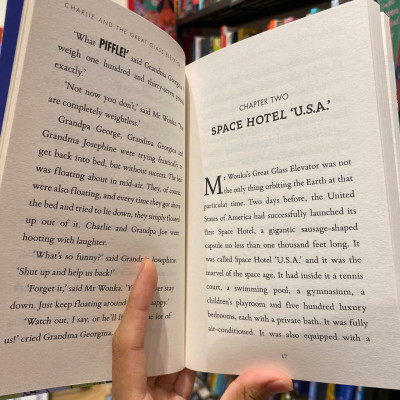 CHARLIE AND THE GREAT GLASS ELEVATOR
'What PIFFLE!' said Grandma Georgina
weigh one hundred and thirty-seven pounds
exactly.'
'Not now you don't,' said Mr Wonka.
are completely weightless.'
Grandpa George, Grandma Georgina
Grandma Josephine were trying frantically
get back into bed, but without success. The bed
was floating about in mid-air. They, of course,
were also floating, and every time they got above
the bed and tried to lie down, they simply floated
up out of it. Charlie and Grandpa Joe were
hooting with laughter.
'What's so funny?' said Grandma Josephine.
'Shut up and help us back!'
'Forget it,' said Mr Wonka. stay
down. Just keep floating happy.'
'Watch out, I say, or he'll lot of
us!' cried Grandma Georgina.
CHAPTER TWO
SPACE HOTEL 'U.S.A.'
Mr Wonka's Great Glass Elevator was not
the only thing orbiting the Earth at that
particular time. Two days before, the United
States of America had successfully launched its
first Space Hotel, a gigantic sausage-shaped
capsule no less than one thousand feet long. It
was called Space Hotel 'U.S.A.' and it was the
marvel of the space age. It had inside it a tennis
court, a swimming pool, a gymnasium, a
children's playroom and five hundred luxury
bedrooms, each with a private bath. It was fully
air-conditioned. It was also equipped with a
17